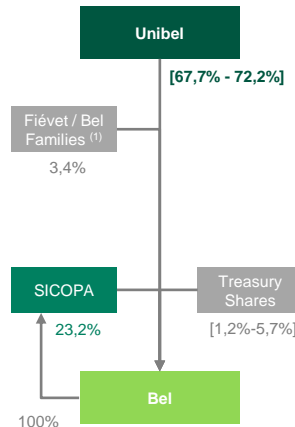 Unibel
[67,7% - 72,2%]
Fiévet / Bel
Families (1)
3,4%
SICOPA
Treasury
Shares
23,2%
[1,2%-5,7%]
Bel
100%